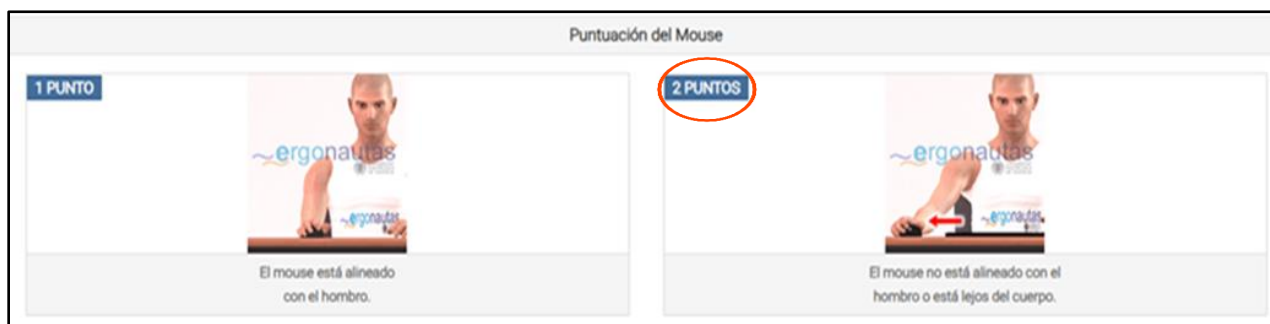 Puntuación del Mouse
1 PUNTO
ergonautas
ergonautas
El mouse está alineado
con el hombro.
2 PUNTOS
ergonautas
ergonautas
El mouse no está alineado con el
hombro o está lejos del cuerpo.